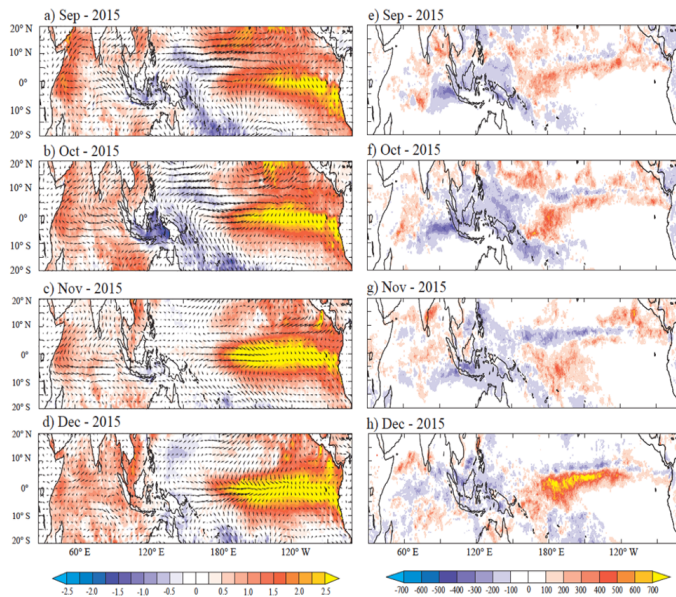 a) Sep - 2015
20° N
10° N
0°
10° S
20° S
b) Oct - 2015
20° N
10° N
0°
10° S
20° S
c) Nov - 2015
20° N
10° N
0°
10° S
20° S
d) Dec - 2015
20° N
10° N
0°
10° S
20° S
60° E 120° E 180° E 120° W
-2.5 -2.0 -1.5 -1.0 -0.5 0 0.5 1.0 1.5 2.0 2.5
e) Sep - 2015
f) Oct - 2015
g) Nov - 2015
h) Dec - 2015
60° E 120° E 180° E 120° W
-700 -600 -500 -400 -300 -200 -100 0 100 200 300 400 500 600 700